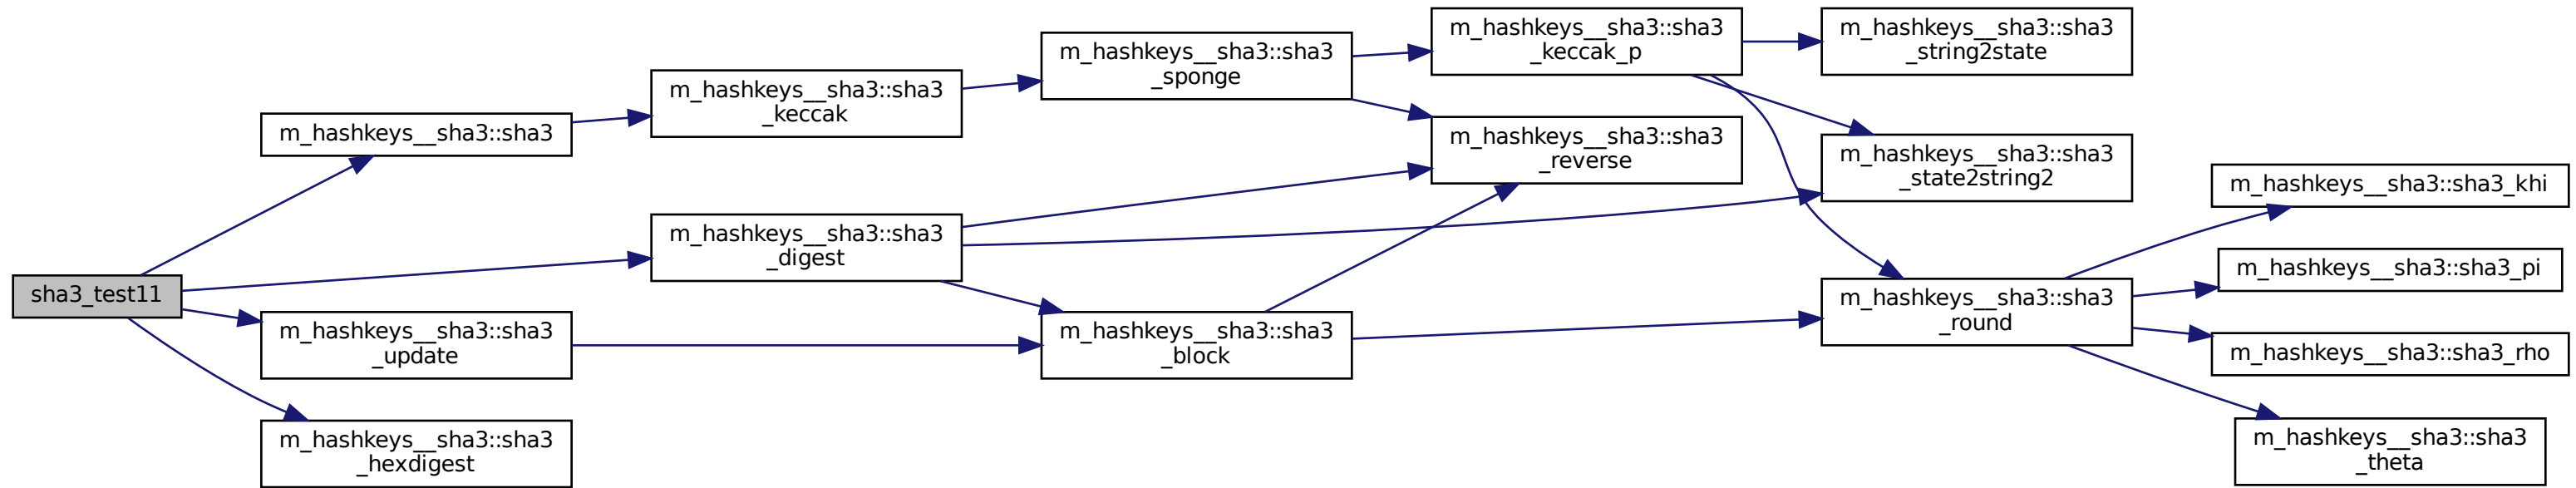 sha3_test11
m_hashkeys__sha3::sha3
m_hashkeys__sha3::sha3
_keccak
m_hashkeys__sha3::sha3
_sponge
m_hashkeys__sha3::sha3
_keccak_p
m_hashkeys__sha3::sha3
_string2state
m_hashkeys__sha3::sha3
_reverse
m_hashkeys__sha3::sha3
_state2string2
m_hashkeys__sha3::sha3
_digest
m_hashkeys__sha3::sha3
_update
m_hashkeys__sha3::sha3
_block
m_hashkeys__sha3::sha3
_round
m_hashkeys__sha3::sha3_khi
m_hashkeys__sha3::sha3_pi
m_hashkeys__sha3::sha3_rho
m_hashkeys__sha3::sha3
_theta
m_hashkeys__sha3::sha3
_hexdigest